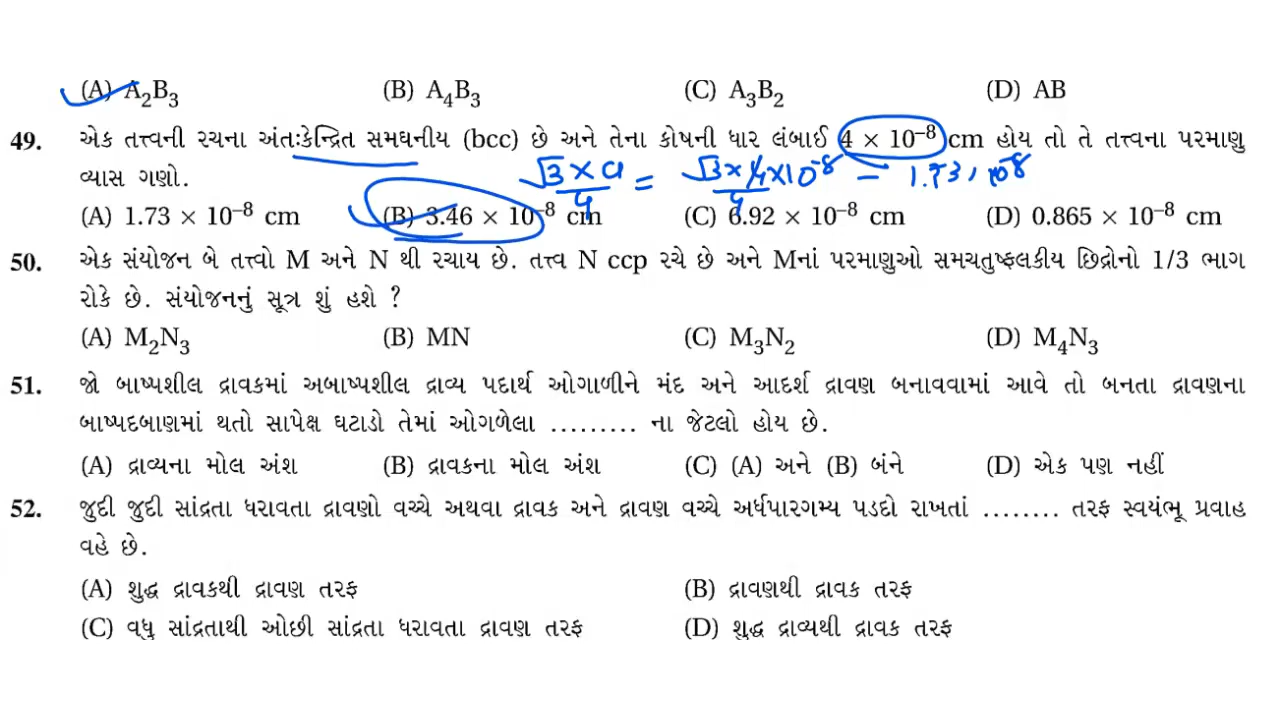 (A) A₂B₃ (B) A₄B₃ (C) A₃B₂ (D) AB
49. એક તત્ત્વની રચના અંતઃકેન્દ્રિત સમઘનીય (bcc) છે અને તેના કોષની ધાર લંબાઈ 4 × 10⁻⁸ cm હોય તો તે તત્ત્વના પરમાણુ
વ્યાસ ગણો. √3 × a / 4 = √3 × 4 × 10⁻⁸ / 4 = 1.73 × 10⁻⁸
(A) 1.73 × 10⁻⁸ cm (B) 3.46 × 10⁻⁸ cm (C) 6.92 × 10⁻⁸ cm (D) 0.865 × 10⁻⁸ cm
50. એક સંયોજન બે તત્ત્વો M અને N થી રચાય છે. તત્ત્વ N ccp રચે છે અને Mનાં પરમાણુઓ સમચતુષ્ફલકીય છિદ્રોનો 1/3 ભાગ
રોકે છે. સંયોજનનું સૂત્ર શું હશે ?
(A) M₂N₃ (B) MN (C) M₃N₂ (D) M₄N₃
51. જો બાષ્પશીલ દ્રાવકમાં અબાષ્પશીલ દ્રાવ્ય પદાર્થ ઓગાળીને મંદ અને આદર્શ દ્રાવણ બનાવવામાં આવે તો બનતા દ્રાવણના
બાષ્પદબાણમાં થતો સાપેક્ષ ઘટાડો તેમાં ઓગળેલા ......... ના જેટલો હોય છે.
(A) દ્રાવ્યના મોલ અંશ (B) દ્રાવકના મોલ અંશ (C) (A) અને (B) બંને (D) એક પણ નહીં
52. જુદી જુદી સાંદ્રતા ધરાવતા દ્રાવણો વચ્ચે અથવા દ્રાવક અને દ્રાવણ વચ્ચે અર્ધપારગમ્ય પડદો રાખતાં ........ તરફ સ્વયંભૂ પ્રવાહ
વહે છે.
(A) શુદ્ધ દ્રાવકથી દ્રાવણ તરફ (B) દ્રાવણથી દ્રાવક તરફ
(C) વધુ સાંદ્રતાથી ઓછી સાંદ્રતા ધરાવતા દ્રાવણ તરફ (D) શુદ્ધ દ્રાવ્યથી દ્રાવક તરફ